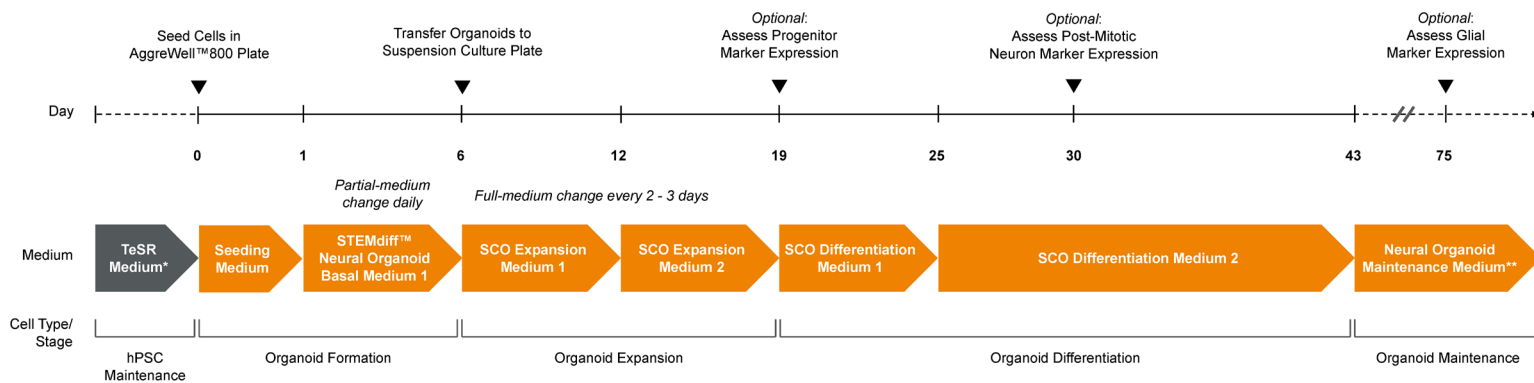 Seed Cells in
AggreWell™800 Plate
Transfer Organoids to
Suspension Culture Plate
Optional:
Assess Progenitor
Marker Expression
Optional:
Assess Post-Mitotic
Neuron Marker Expression
Optional:
Assess Glial
Marker Expression
Day
0
1
6
12
19
25
30
43
75
Partial-medium
change daily
Full-medium change every 2 - 3 days
Medium
TeSR
Medium*
Seeding
Medium
STEMdiff™
Neural Organoid
Basal Medium 1
SCO Expansion
Medium 1
SCO Expansion
Medium 2
SCO Differentiation
Medium 1
SCO Differentiation Medium 2
Neural Organoid
Maintenance Medium**
Cell Type/
Stage
hPSC
Maintenance
Organoid Formation
Organoid Expansion
Organoid Differentiation
Organoid Maintenance